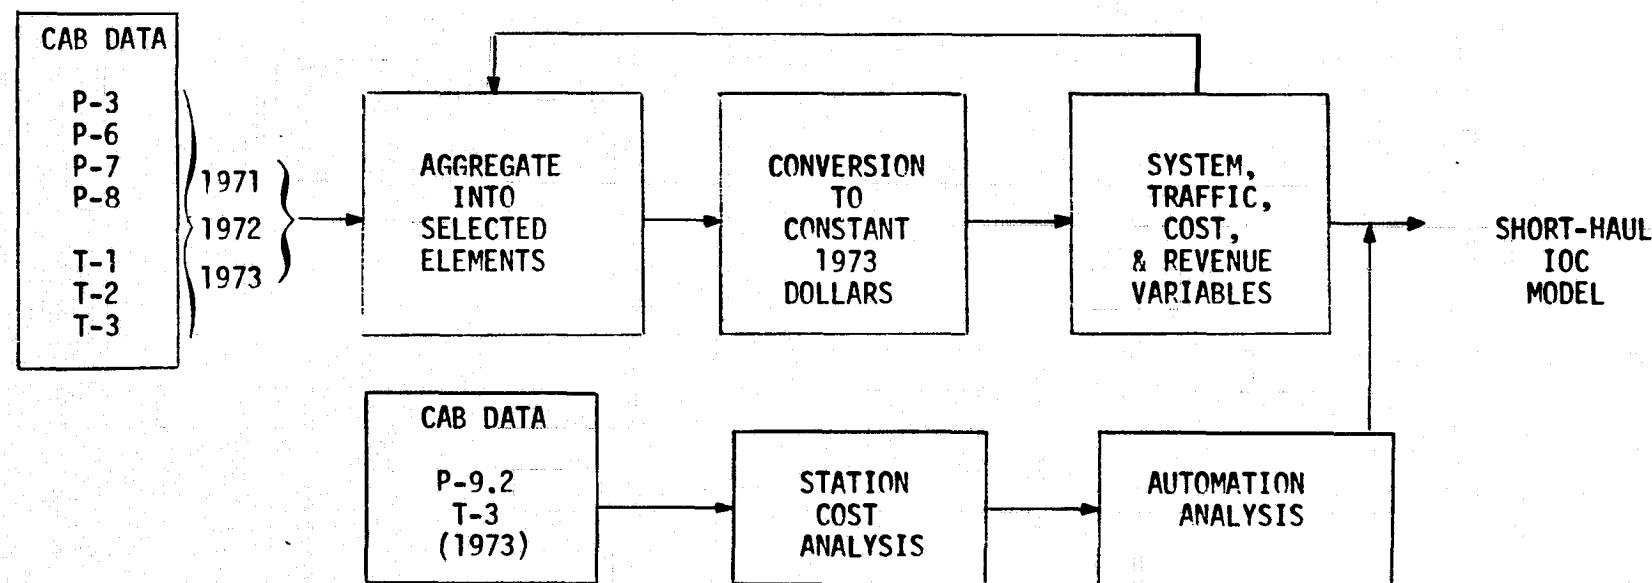 CAB DATA
P-3
P-6
P-7
P-8
T-1
T-2
T-3
1971
1972
1973
AGGREGATE
INTO
SELECTED
ELEMENTS
CONVERSION
TO
CONSTANT
1973
DOLLARS
SYSTEM,
TRAFFIC,
COST,
& REVENUE
VARIABLES
SHORT-HAUL
IOC
MODEL
CAB DATA
P-9.2
T-3
(1973)
STATION
COST
ANALYSIS
AUTOMATION
ANALYSIS